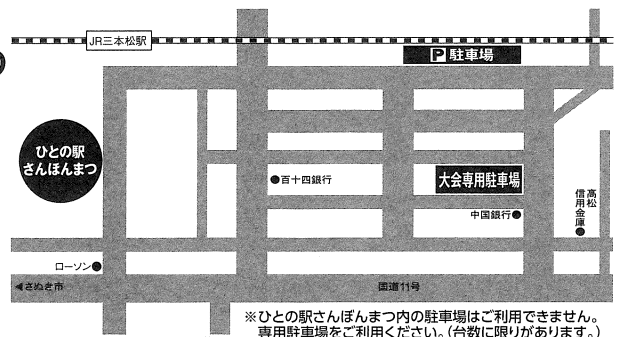 JR三本松駅
P 駐車場
ひとの駅
さんぼんまつ
●百十四銀行
大会専用駐車場
中国銀行●
高松
信用金庫●
ローソン●
◀さぬき市
国道11号
※ひとの駅さんぼんまつ内の駐車場はご利用できません。
専用駐車場をご利用ください。(台数に限りがあります。)